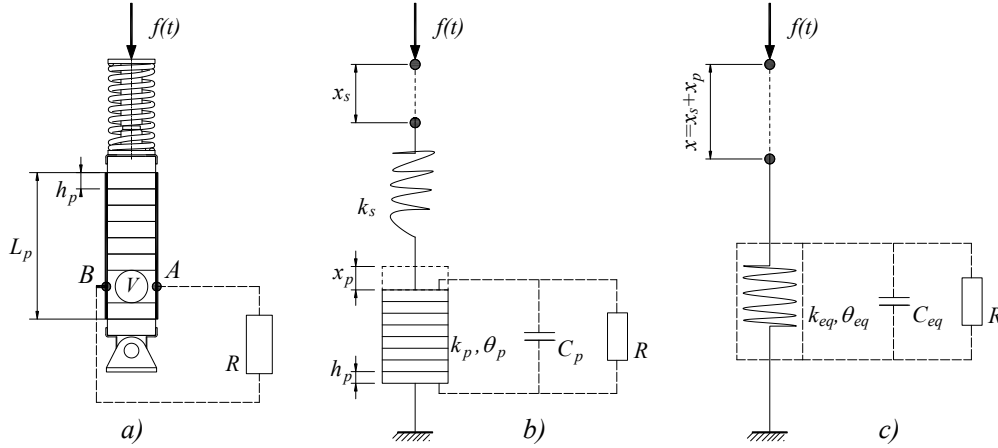 f(t)
h_p
L_p
B
V
A
R
a)
f(t)
x_s
k_s
x_p
h_p
k_p, θ_p
C_p
R
b)
f(t)
x=x_s+x_p
k_eq, θ_eq
C_eq
R
c)